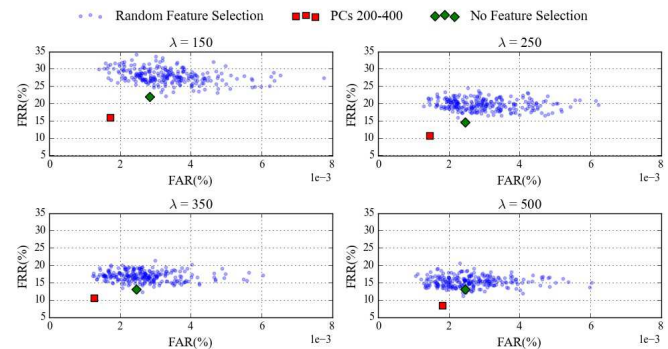 Random Feature Selection PCs 200-400 No Feature Selection
λ = 150
35
30
25
20
15
10
5
FRR(%)
0 2 4 6 8
1e−3
FAR(%)
λ = 250
35
30
25
20
15
10
5
FRR(%)
0 2 4 6 8
1e−3
FAR(%)
λ = 350
35
30
25
20
15
10
5
FRR(%)
0 2 4 6 8
1e−3
FAR(%)
λ = 500
35
30
25
20
15
10
5
FRR(%)
0 2 4 6 8
1e−3
FAR(%)